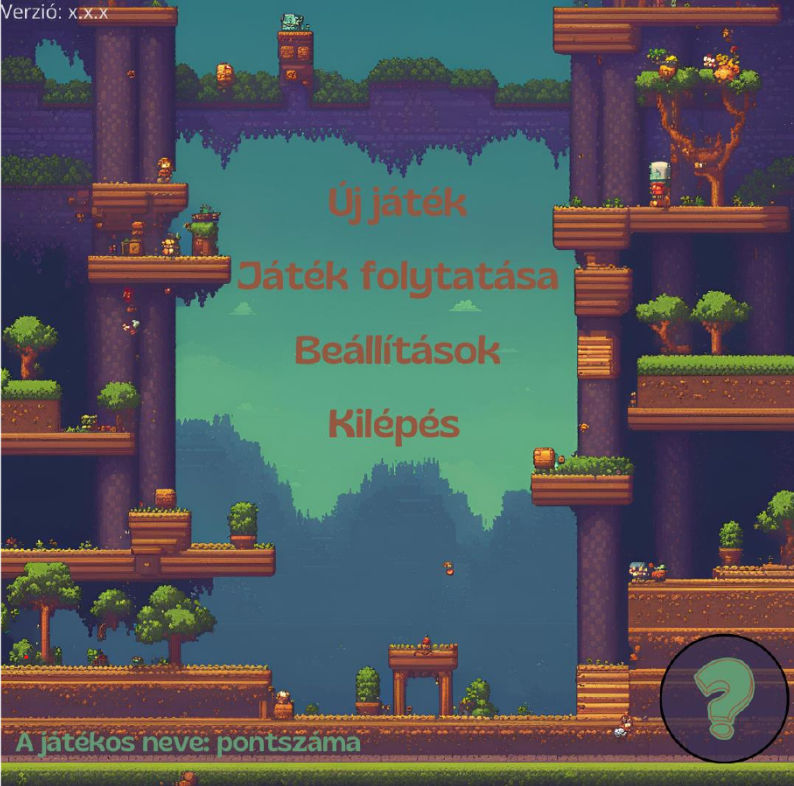 Verzió: x.x.x
Új játék
Játék folytatása
Beállítások
Kilépés
?
A játékos neve: pontszáma